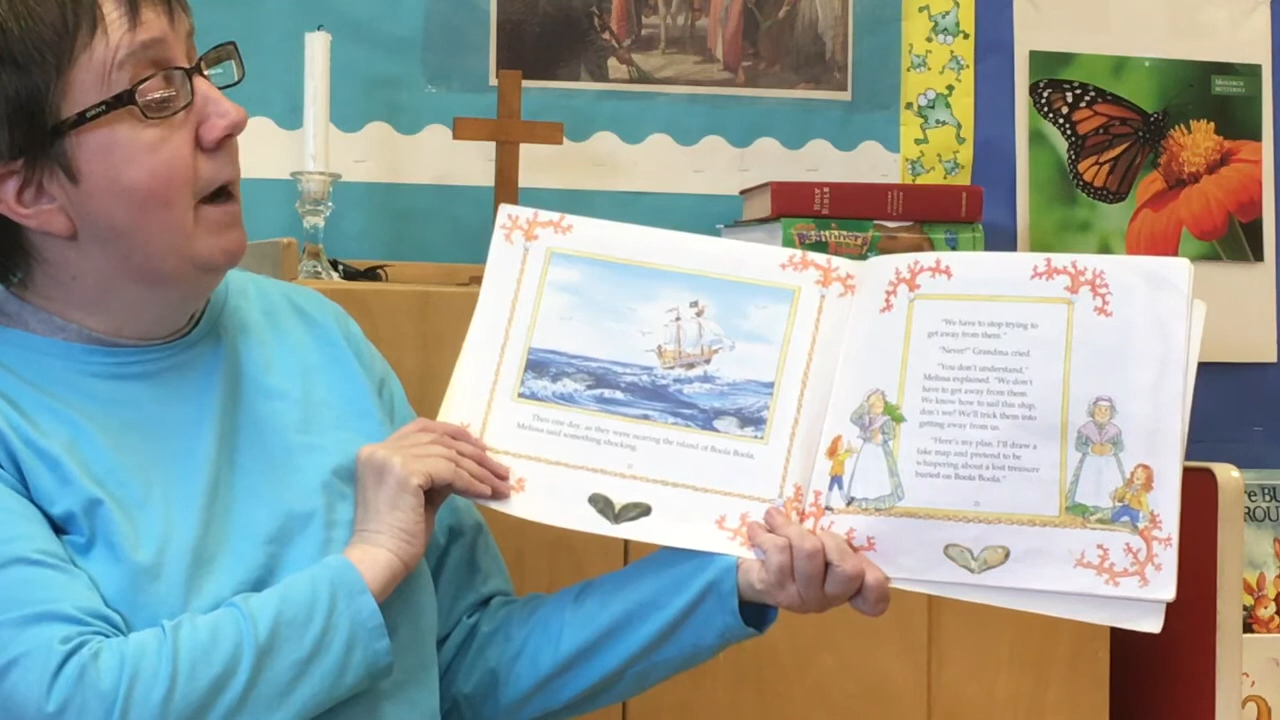 DKNY
HOLY BIBLE
Beginners
MONARCH
BUTTERFLY
Then one day, as they were nearing the island of Boola Boola,
Melissa said something shocking.
"We have to stop trying to
get away from them."
"Never!" Grandma cried.
"You don't understand,"
Melissa explained. "We don't
have to get away from them.
We know how to sail this ship,
don't we? We'll trick them into
getting away from us.
"Here's my plan. I'll draw a
fake map and pretend to be
whispering about a lost treasure
buried on Boola Boola."